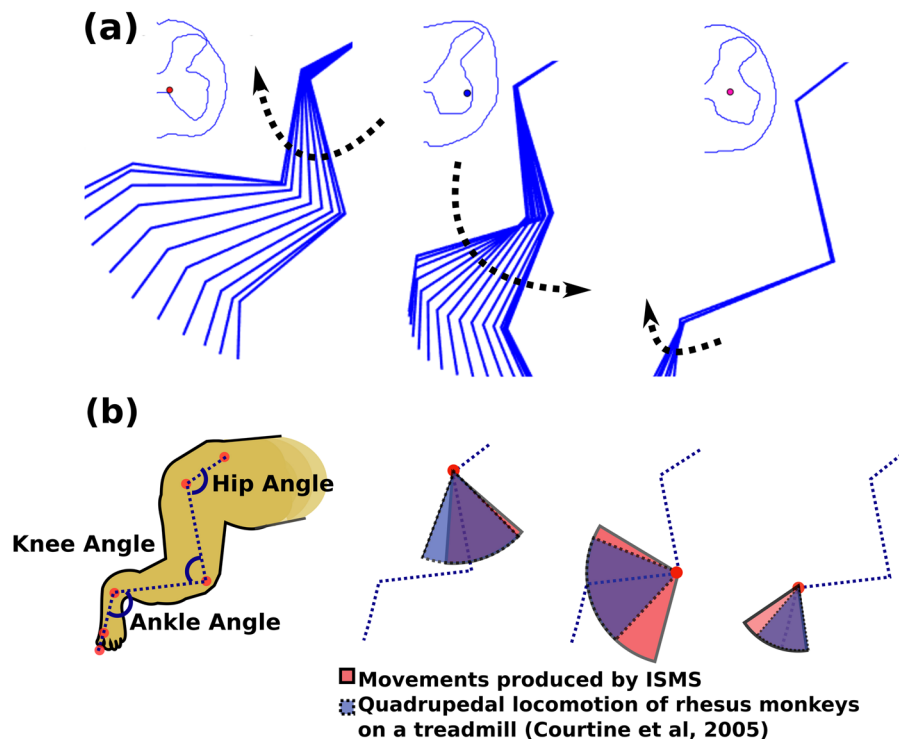 (a)
(b)
Hip Angle
Knee Angle
Ankle Angle
Movements produced by ISMS
Quadrupedal locomotion of rhesus monkeys
on a treadmill (Courtine et al, 2005)